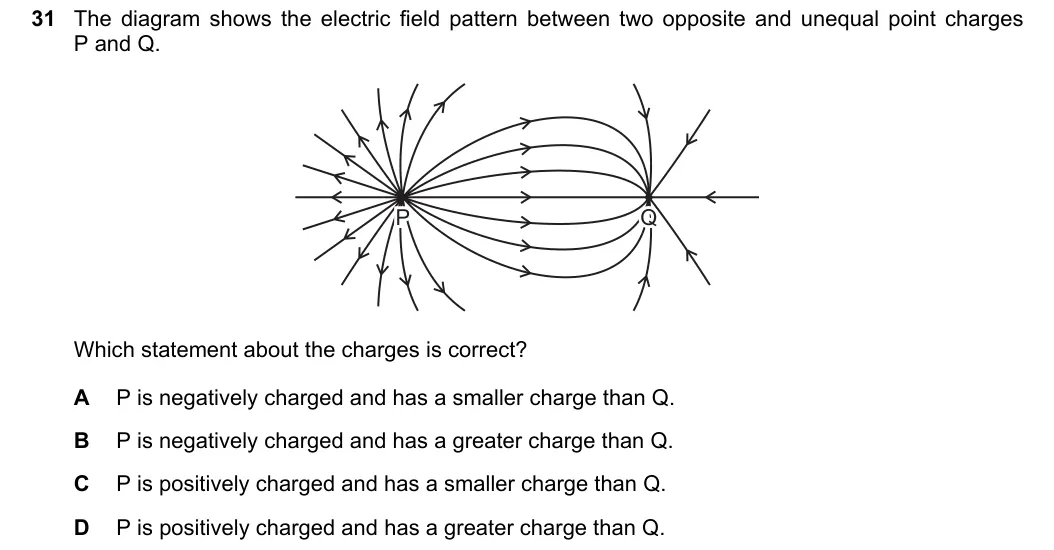 31 The diagram shows the electric field pattern between two opposite and unequal point charges
P and Q.
P
Q
Which statement about the charges is correct?
A P is negatively charged and has a smaller charge than Q.
B P is negatively charged and has a greater charge than Q.
C P is positively charged and has a smaller charge than Q.
D P is positively charged and has a greater charge than Q.